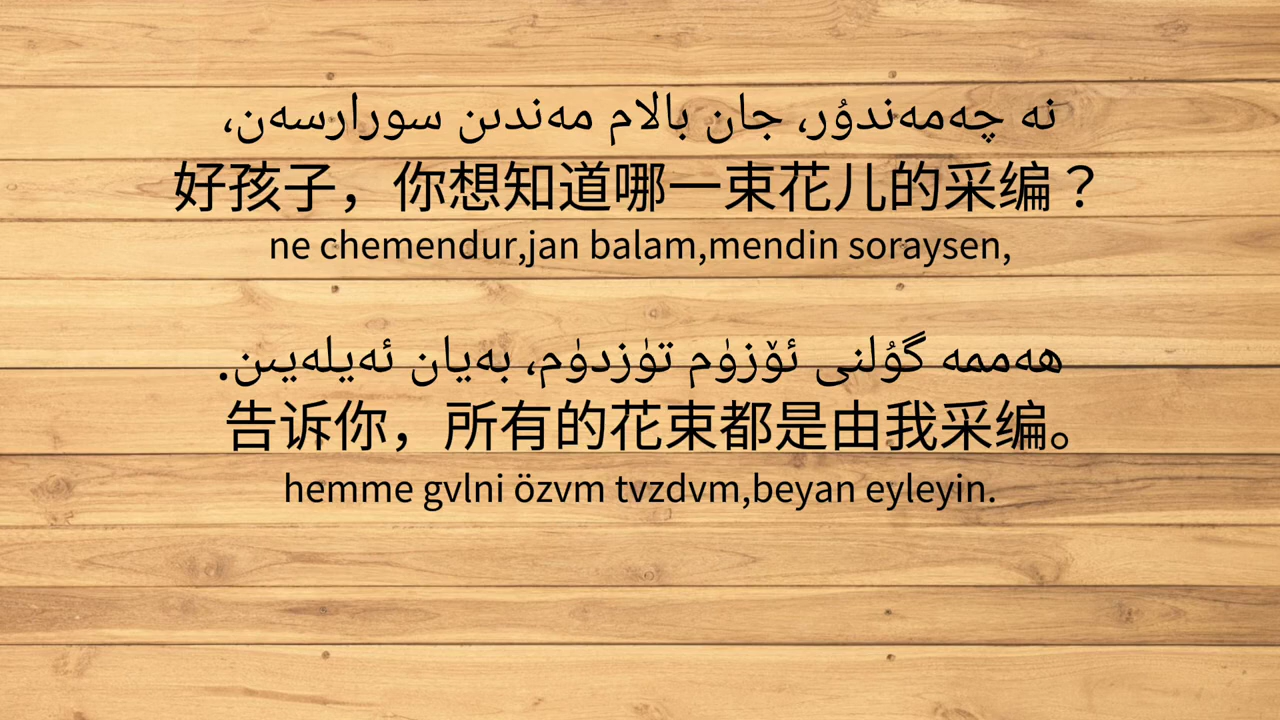 نە چەمەندۇر، جان بالام مەندىن سورارسەن،
好孩子，你想知道哪一束花儿的采编？
ne chemendur,jan balam,mendin soraysen,
ھەممە گۇلنى ئۆزۈم تۈزدۈم، بەيان ئەيلەيىن.
告诉你，所有的花束都是由我采编。
hemme gvlni özvm tvzdvm,beyan eyleyin.